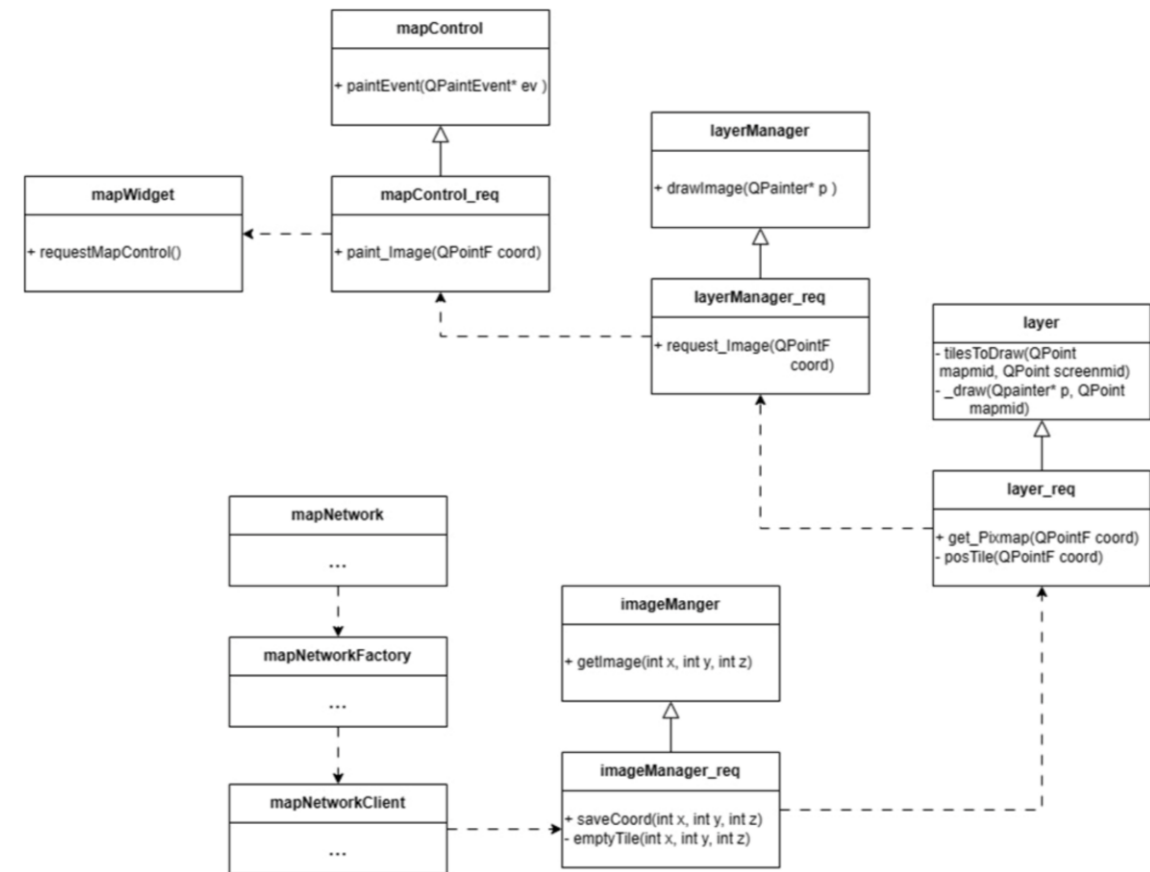 mapControl
+ paintEvent(QPaintEvent* ev )
layerManager
+ drawImage(QPainter* p )
mapWidget
+ requestMapControl()
mapControl_req
+ paint_Image(QPointF coord)
layerManager_req
+ request_Image(QPointF
coord)
layer
- tilesToDraw(QPoint
mapmid, QPoint screenmid)
- _draw(Qpainter* p, QPoint
mapmid)
layer_req
+ get_Pixmap(QPointF coord)
- posTile(QPointF coord)
mapNetwork
...
mapNetworkFactory
...
mapNetworkClient
...
imageManger
+ getImage(int x, int y, int z)
imageManager_req
+ saveCoord(int x, int y, int z)
- emptyTile(int x, int y, int z)